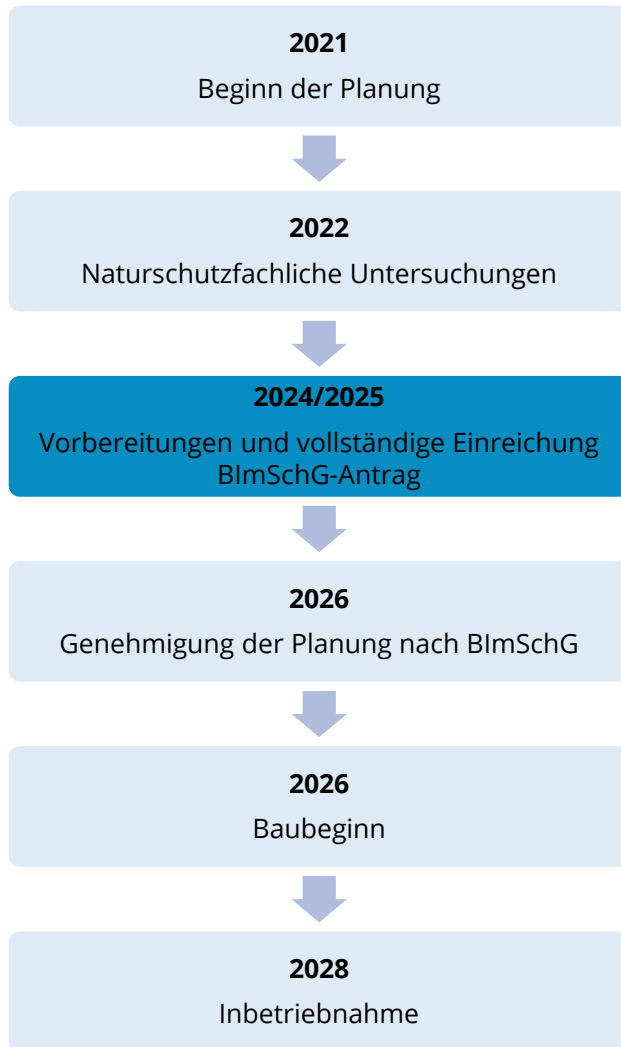 2021
Beginn der Planung
2022
Naturschutzfachliche Untersuchungen
2024/2025
Vorbereitungen und vollständige Einreichung
BImSchG-Antrag
2026
Genehmigung der Planung nach BImSchG
2026
Baubeginn
2028
Inbetriebnahme